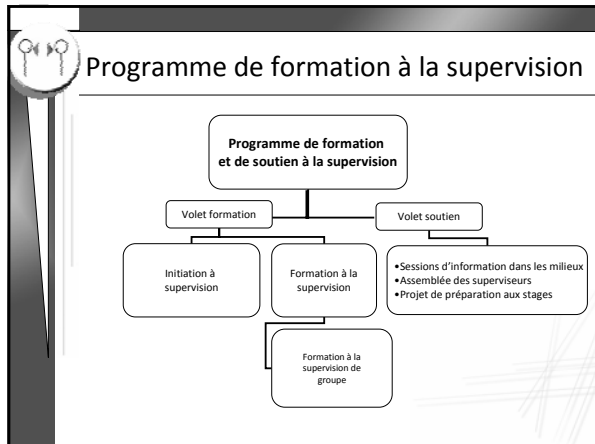 Programme de formation à la supervision
Programme de formation
et de soutien à la supervision
Volet formation
Volet soutien
Initiation à
supervision
Formation à la
supervision
•Sessions d'information dans les milieux
•Assemblée des superviseurs
•Projet de préparation aux stages
Formation à la
supervision de
groupe